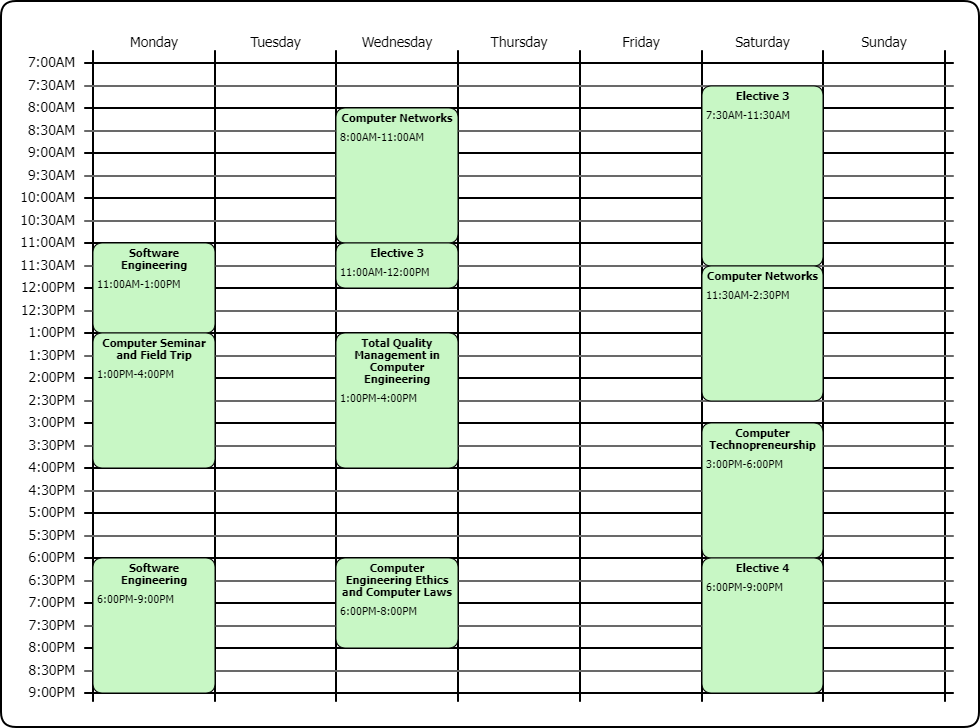 Monday Tuesday Wednesday Thursday Friday Saturday Sunday
7:00AM
7:30AM
8:00AM
8:30AM
9:00AM
9:30AM
10:00AM
10:30AM
11:00AM
11:30AM
12:00PM
12:30PM
1:00PM
1:30PM
2:00PM
2:30PM
3:00PM
3:30PM
4:00PM
4:30PM
5:00PM
5:30PM
6:00PM
6:30PM
7:00PM
7:30PM
8:00PM
8:30PM
9:00PM
Software
Engineering
11:00AM-1:00PM
Computer Seminar
and Field Trip
1:00PM-4:00PM
Software
Engineering
6:00PM-9:00PM
Computer Networks
8:00AM-11:00AM
Elective 3
11:00AM-12:00PM
Total Quality
Management in
Computer
Engineering
1:00PM-4:00PM
Computer
Engineering Ethics
and Computer Laws
6:00PM-8:00PM
Elective 3
7:30AM-11:30AM
Computer Networks
11:30AM-2:30PM
Computer
Technopreneurship
3:00PM-6:00PM
Elective 4
6:00PM-9:00PM